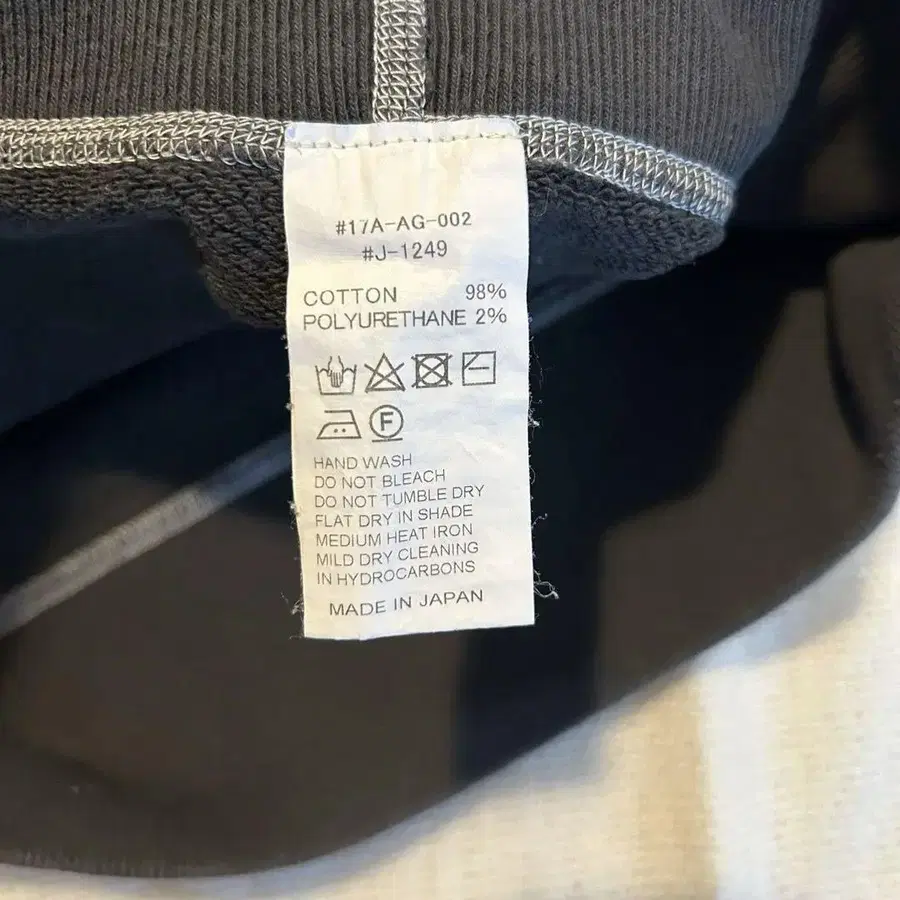 #17A-AG-002
#J-1249
COTTON 98%
POLYURETHANE 2%
F
HAND WASH
DO NOT BLEACH
DO NOT TUMBLE DRY
FLAT DRY IN SHADE
MEDIUM HEAT IRON
MILD DRY CLEANING
IN HYDROCARBONS
MADE IN JAPAN